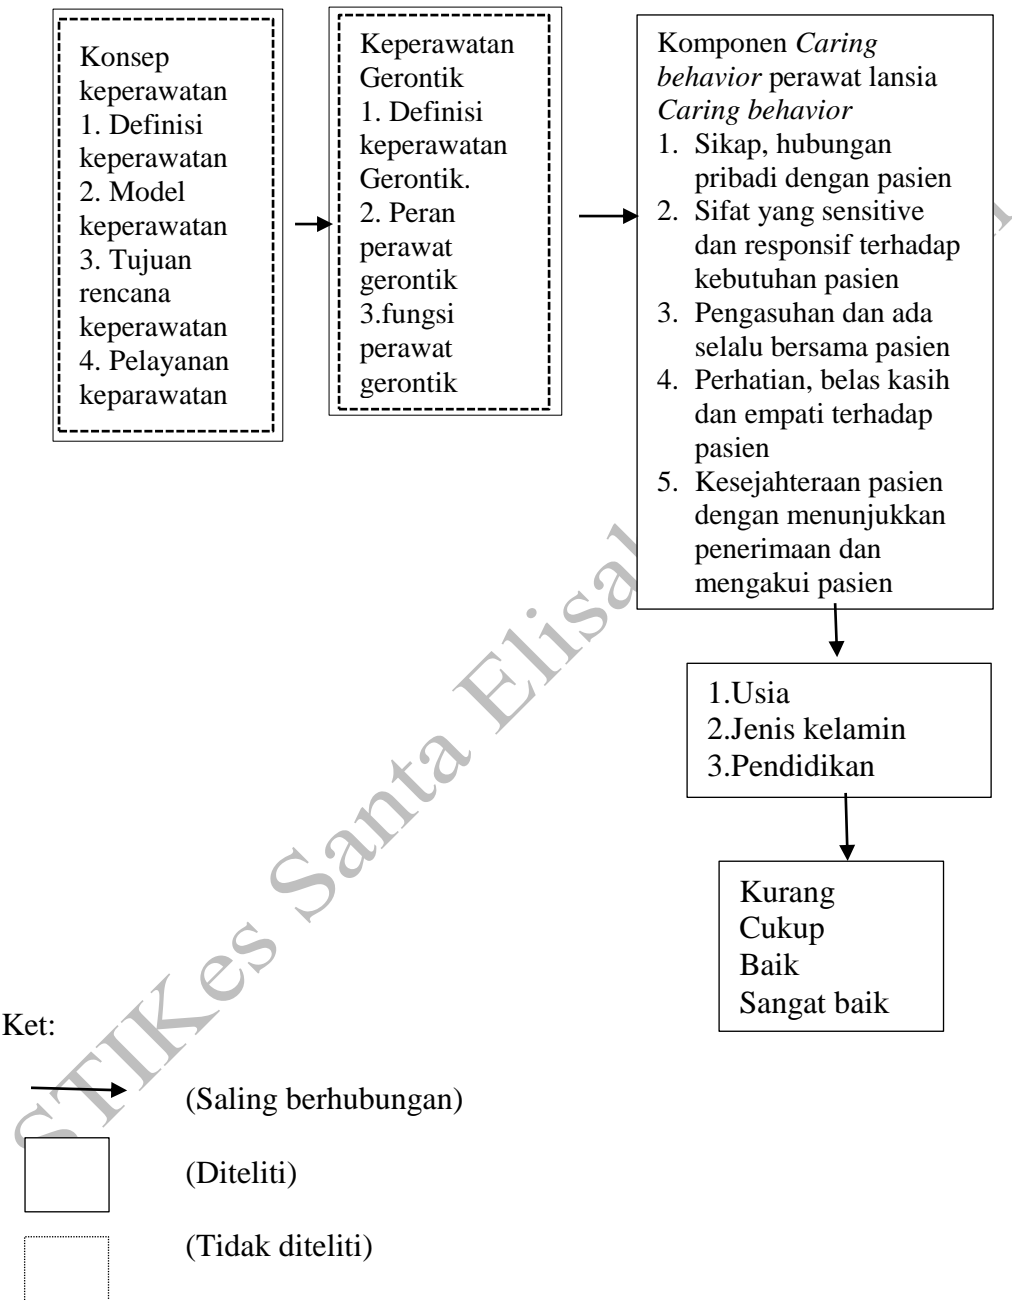 Konsep
keperawatan
1. Definisi
keperawatan
2. Model
keperawatan
3. Tujuan
rencana
keperawatan
4. Pelayanan
keparawatan
Keperawatan
Gerontik
1. Definisi
keperawatan
Gerontik.
2. Peran
perawat
gerontik
3.fungsi
perawat
gerontik
Komponen Caring
behavior perawat lansia
Caring behavior
1. Sikap, hubungan
pribadi dengan pasien
2. Sifat yang sensitive
dan responsif terhadap
kebutuhan pasien
3. Pengasuhan dan ada
selalu bersama pasien
4. Perhatian, belas kasih
dan empati terhadap
pasien
5. Kesejahteraan pasien
dengan menunjukkan
penerimaan dan
mengakui pasien
1.Usia
2.Jenis kelamin
3.Pendidikan
Kurang
Cukup
Baik
Sangat baik
Ket:
(Saling berhubungan)
(Diteliti)
(Tidak diteliti)
STIKes Santa